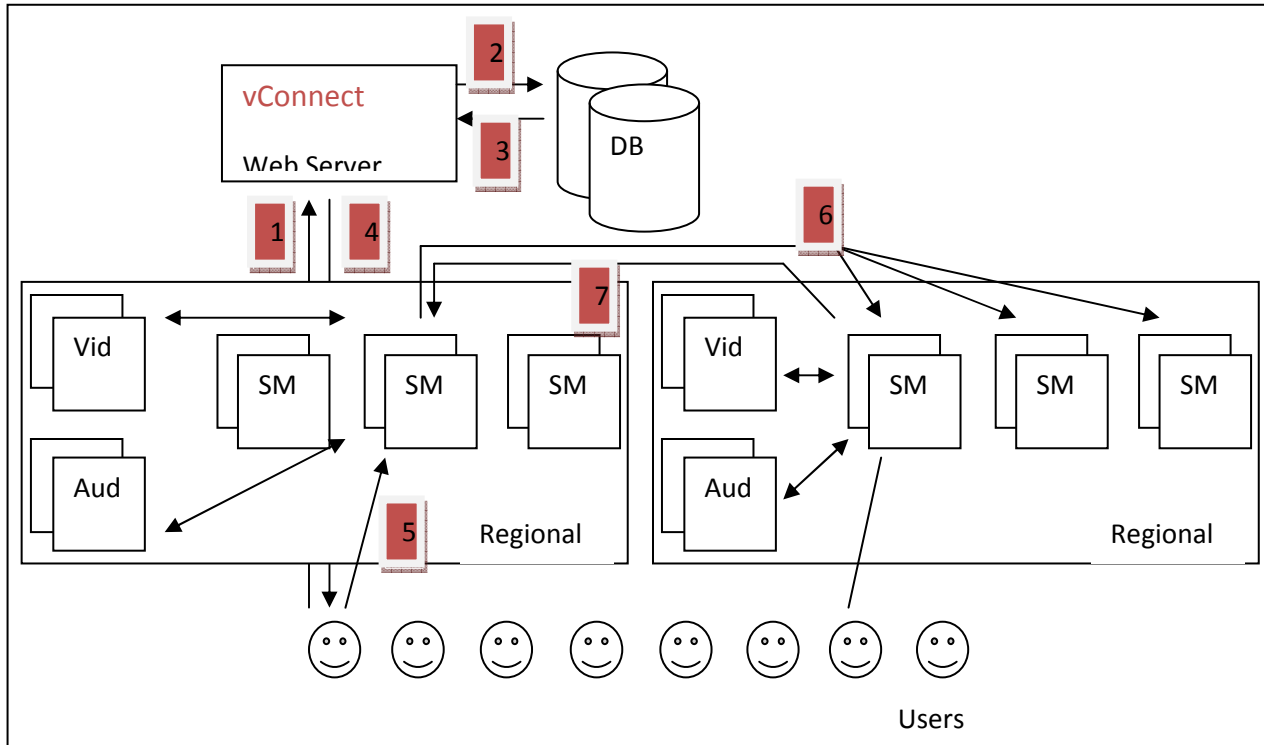 2
vConnect
DB
3
Web Server
1
4
6
7
Vid
SM
SM
SM
Vid
SM
SM
SM
Aud
Aud
5
Regional
Regional
Users